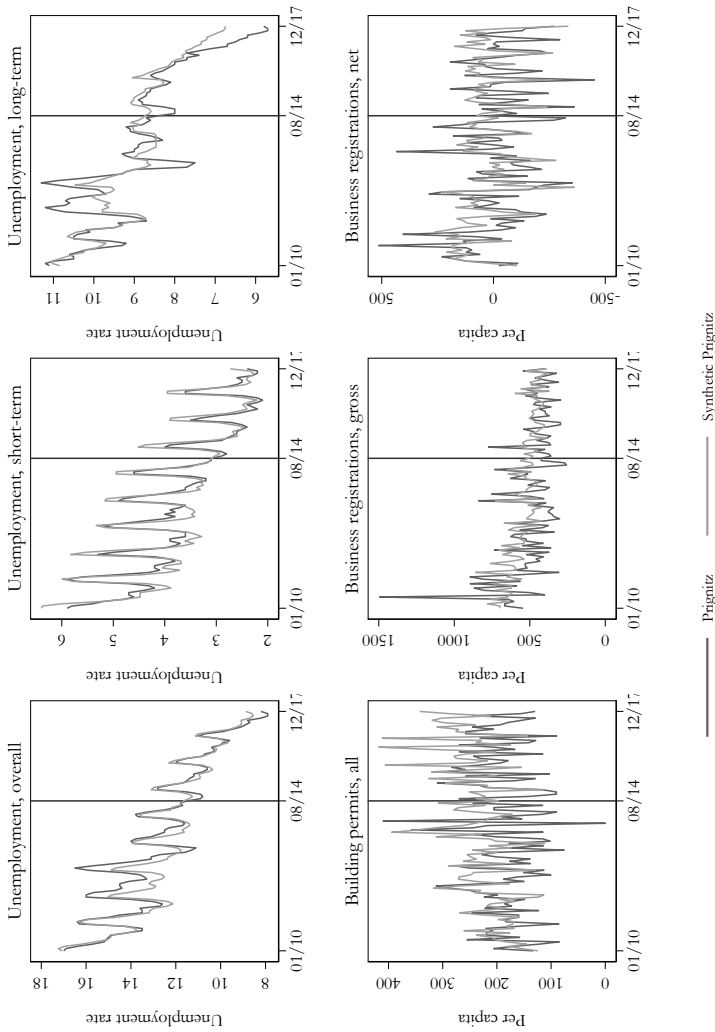 Unemployment, overall
Unemployment rate
18
16
14
12
10
8
01/10 08/14 12/17
Unemployment, short-term
Unemployment rate
6
5
4
3
2
01/10 08/14 12/17
Unemployment, long-term
Unemployment rate
11
10
9
8
7
6
01/10 08/14 12/17
Building permits, all
Per capita
400
300
200
100
0
01/10 08/14 12/17
Business registrations, gross
Per capita
1500
1000
500
0
01/10 08/14 12/17
Business registrations, net
Per capita
500
0
-500
01/10 08/14 12/17
Prignitz Synthetic Prignitz